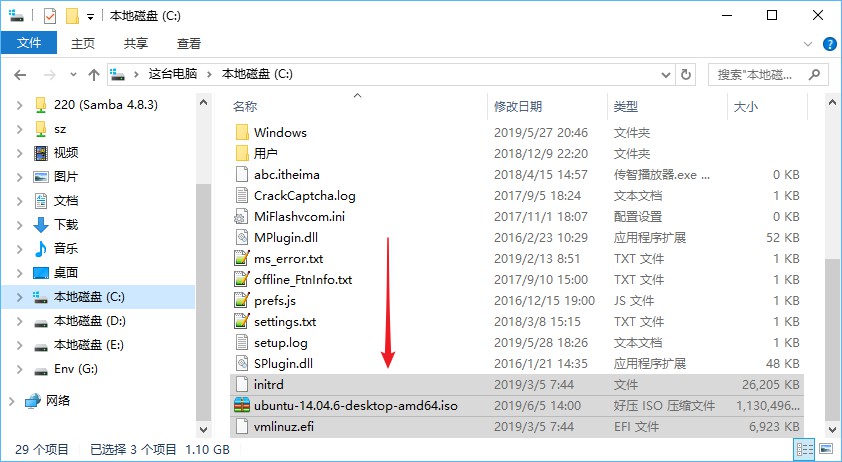 本地磁盘 (C:)
文件 主页 共享 查看
这台电脑 本地磁盘 (C:) 搜索"本地磁...
220 (Samba 4.8.3)
sz
视频
图片
文档
下载
音乐
桌面
本地磁盘 (C:)
本地磁盘 (D:)
本地磁盘 (E:)
Env (G:)
网络
名称 修改日期 类型 大小
Windows 2019/5/27 20:46 文件夹
用户 2018/12/9 22:20 文件夹
abc.itheima 2018/4/15 14:57 传智播放器.exe ... 0 KB
CrackCaptcha.log 2017/9/5 18:24 文本文档 1 KB
MiFlashvcom.ini 2017/11/1 18:07 配置设置 1 KB
MPlugin.dll 2016/2/23 10:29 应用程序扩展 52 KB
ms_error.txt 2019/2/13 8:51 TXT 文件 1 KB
offline_FtnInfo.txt 2017/9/10 15:00 TXT 文件 1 KB
prefs.js 2016/12/15 19:00 JS 文件 1 KB
settings.txt 2018/3/8 15:15 TXT 文件 1 KB
setup.log 2019/5/28 18:26 文本文档 1 KB
SPlugin.dll 2016/1/21 14:35 应用程序扩展 48 KB
initrd 2019/3/5 7:44 文件 26,205 KB
ubuntu-14.04.6-desktop-amd64.iso 2019/6/5 14:00 好压 ISO 压缩文件 1,130,496...
vmlinuz.efi 2019/3/5 7:44 EFI 文件 6,923 KB
29 个项目 已选择 3 个项目 1.10 GB